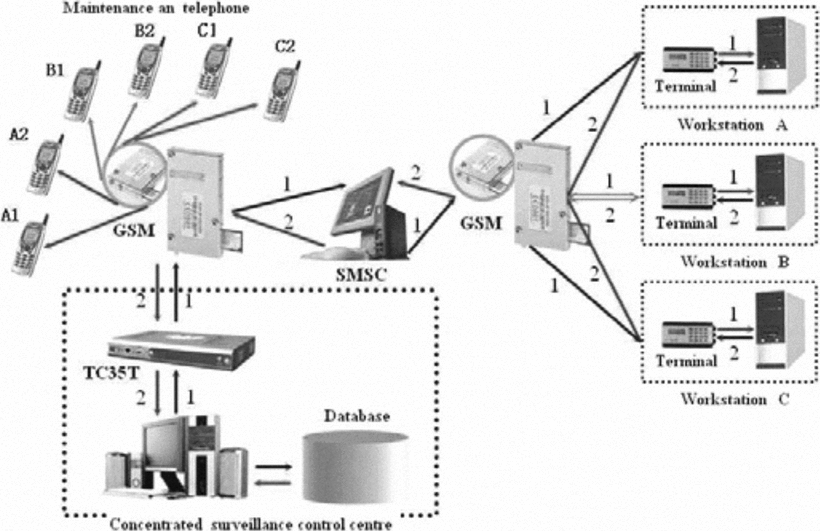 Maintenance an telephone
B2 C1
C2
B1
A2
A1
GSM
1
2
SMSC
2
1
GSM
1
2
1
2
2
1
Terminal
1
2
Workstation A
Terminal
1
2
Workstation B
Terminal
1
2
Workstation C
2 1
TC35T
2 1
Database
Concentrated surveillance control centre